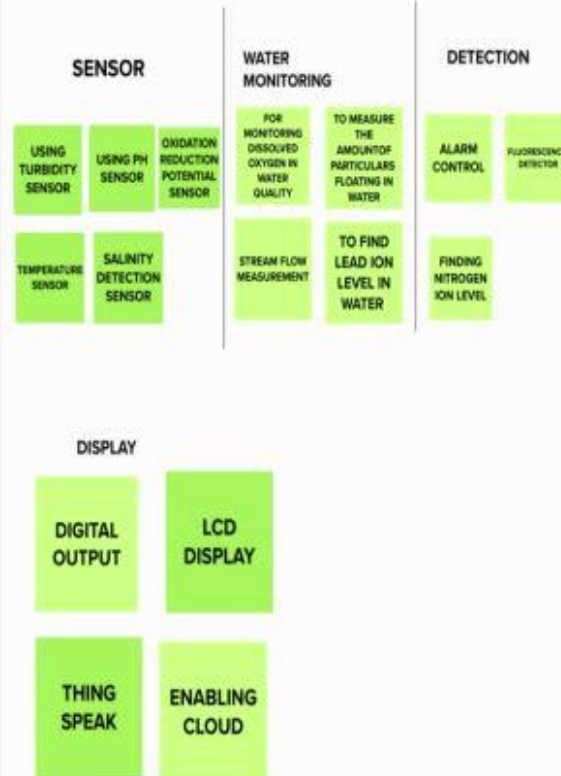 SENSOR
USING
TURBIDITY
SENSOR
USING PH
SENSOR
OXIDATION
REDUCTION
POTENTIAL
SENSOR
TEMPERATURE
SENSOR
SALINITY
DETECTION
SENSOR
WATER
MONITORING
FOR
MONITORING
DISSOLVED
OXYGEN IN
WATER
QUALITY
TO MEASURE
THE
AMOUNTOF
PARTICULARS
FLOATING IN
WATER
STREAM FLOW
MEASUREMENT
TO FIND
LEAD ION
LEVEL IN
WATER
DETECTION
ALARM
CONTROL
FLUORESCENC
DETECTOR
FINDING
NITROGEN
ION LEVEL
DISPLAY
DIGITAL
OUTPUT
LCD
DISPLAY
THING
SPEAK
ENABLING
CLOUD